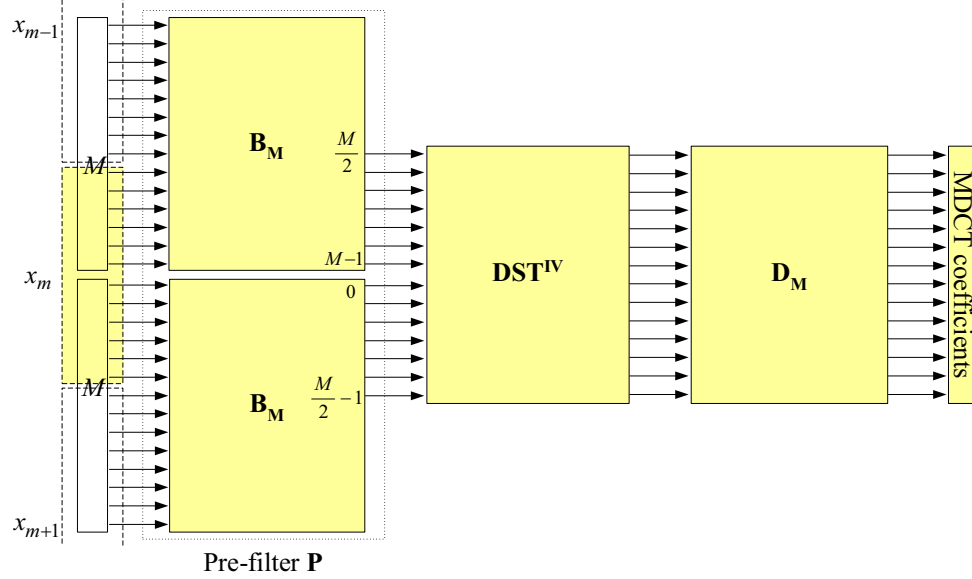 x_{m−1}
M
x_m
M
x_{m+1}
B_M
M/2
M−1
0
B_M
M/2 −1
Pre-filter P
DST^{IV}
D_M
MDCT coefficients